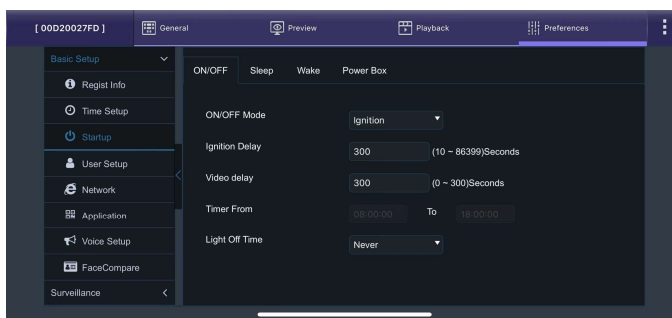 [ 00D20027FD ] General Preview Playback Preferences
Basic Setup
Regist Info
Time Setup
Startup
User Setup
Network
Application
Voice Setup
FaceCompare
Surveillance
ON/OFF Sleep Wake Power Box
ON/OFF Mode Ignition
Ignition Delay 300 (10 ~ 86399)Seconds
Video delay 300 (0 ~ 300)Seconds
Timer From 08:00:00 To 18:00:00
Light Off Time Never